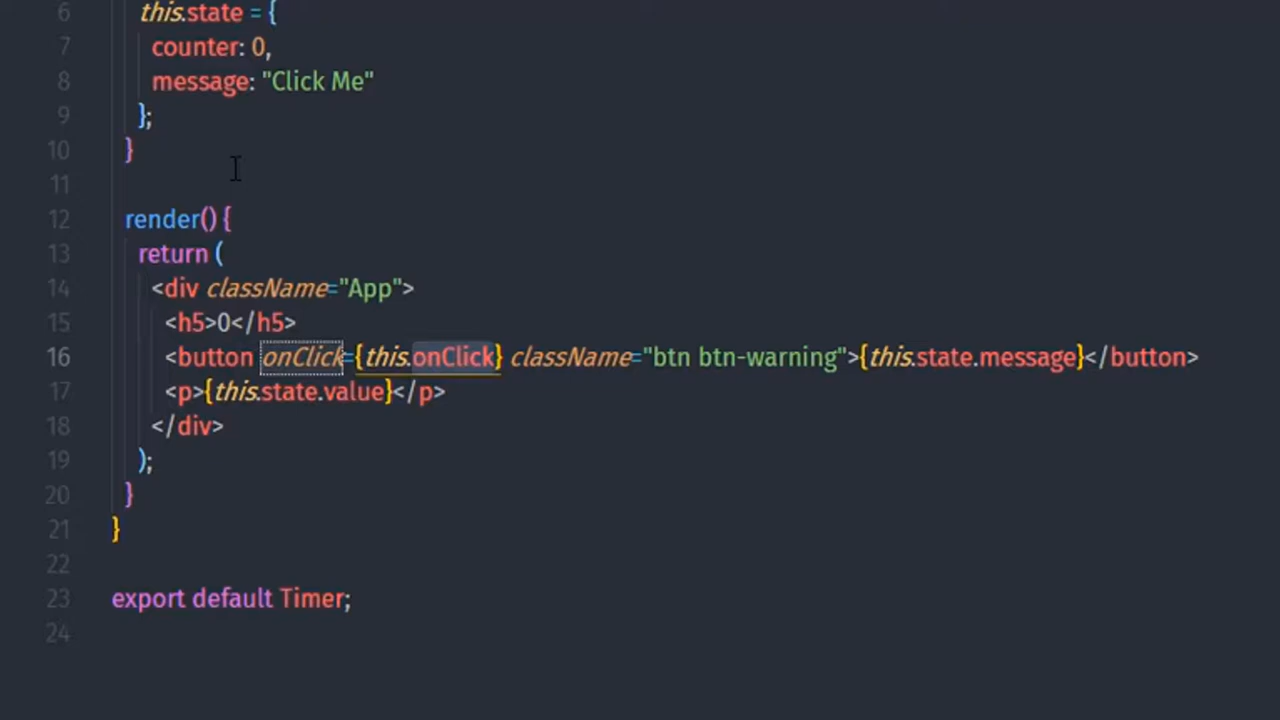 6 this.state = {
7 counter: 0,
8 message: "Click Me"
9 };
10 }
11
12 render() {
13 return (
14 <div className="App">
15 <h5>0</h5>
16 <button onClick={this.onClick} className="btn btn-warning">{this.state.message}</button>
17 <p>{this.state.value}</p>
18 </div>
19 );
20 }
21 }
22
23 export default Timer;
24